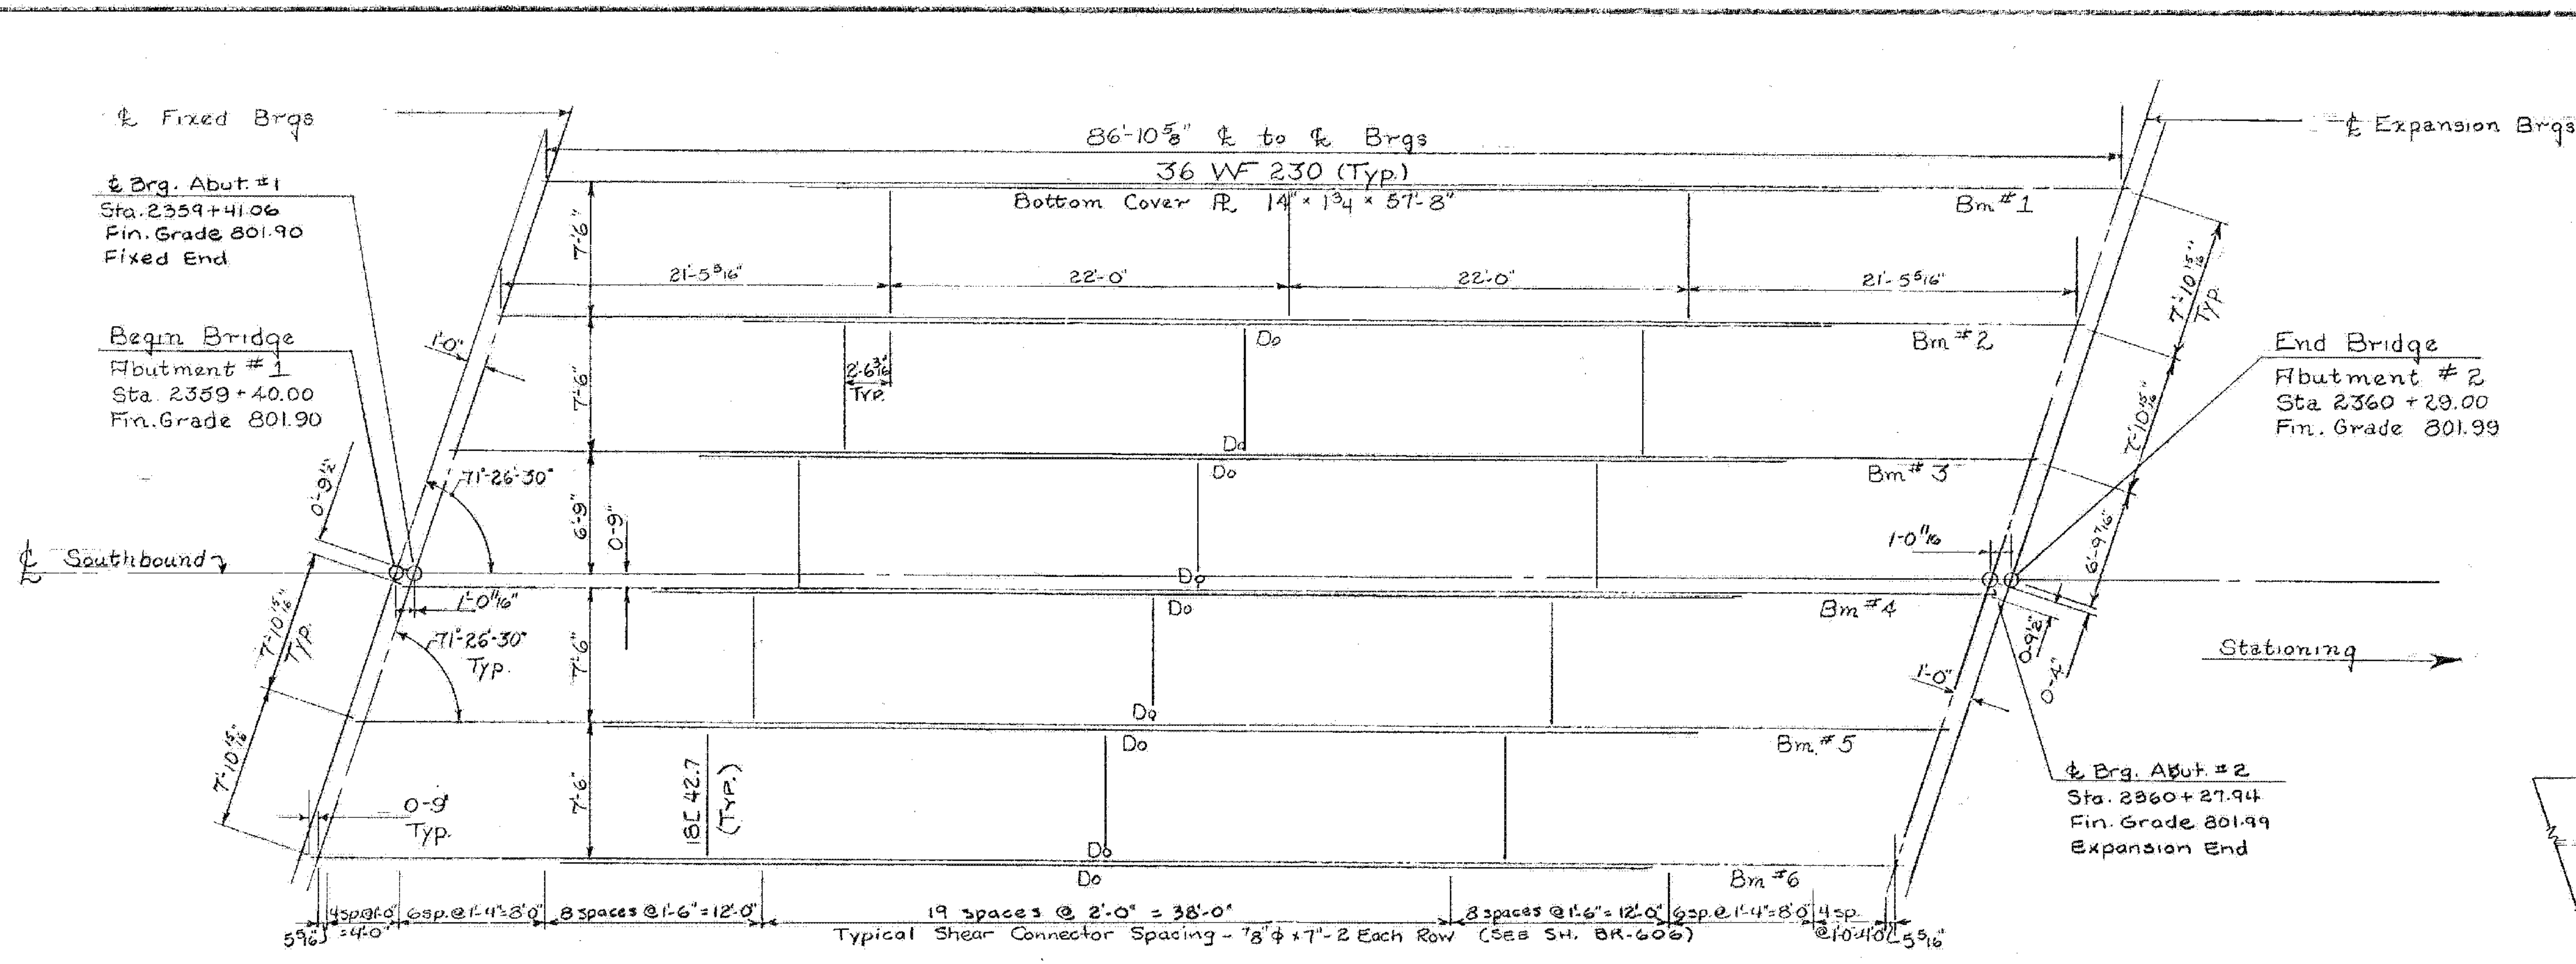 ℄ Fixed Brgs
86'-10⅝" ℄ to ℄ Brgs
℄ Expansion Brgs
36 WF 230 (Typ.)
Bottom Cover PL 14" × 1¾ × 57'-8"
Bm #1
℄ Brg. Abut. #1
Sta. 2359+41.06
Fin. Grade 801.90
Fixed End
7'-6"
21'-5 5/16"
22'-0"
22'-0"
21'-5 5/16"
7'-10 15/16"
Typ.
Begin Bridge
Abutment # 1
Sta 2359+40.00
Fin. Grade 801.90
1'-0"
Do
Bm #2
End Bridge
Abutment # 2
Sta 2360+29.00
Fin. Grade 801.99
7'-6"
2'-6 3/16"
Typ.
7'-10 15/16"
Do
Do
Bm #3
0'-9½"
71°-26'-30"
6'-9"
0-9"
1'-0 11/16
6'-9 7/16"
℄ Southbound
Do
Do
Bm #4
1'-0 11/16"
7'-10 15/16"
Typ.
71°-26'-30"
Typ.
7'-6"
0-9½"
0-4"
1'-0"
Stationing
Do
Do
Bm. #5
7'-10 15/16"
0-9"
Typ.
7'-6"
18[ 42.7
(Typ.)
℄ Brg. Abut. #2
Sta. 2360+27.94
Fin. Grade 801.99
Expansion End
Do
Do
Bm #6
4sp.@1'-0" =4'-0"
6sp.@1'-4"=8'0"
8 spaces @1'-6"=12'-0"
19 spaces @ 2'-0" = 38'-0"
8 spaces @1'-6"=12'-0"
6sp.@1'-4"=8'0"
4 sp. @1'-0"=4'0"
5 5/16"
Typical Shear Connector Spacing - ⅞"φ x 7"- 2 Each Row (SEE SH. BR-606)
5 5/16"